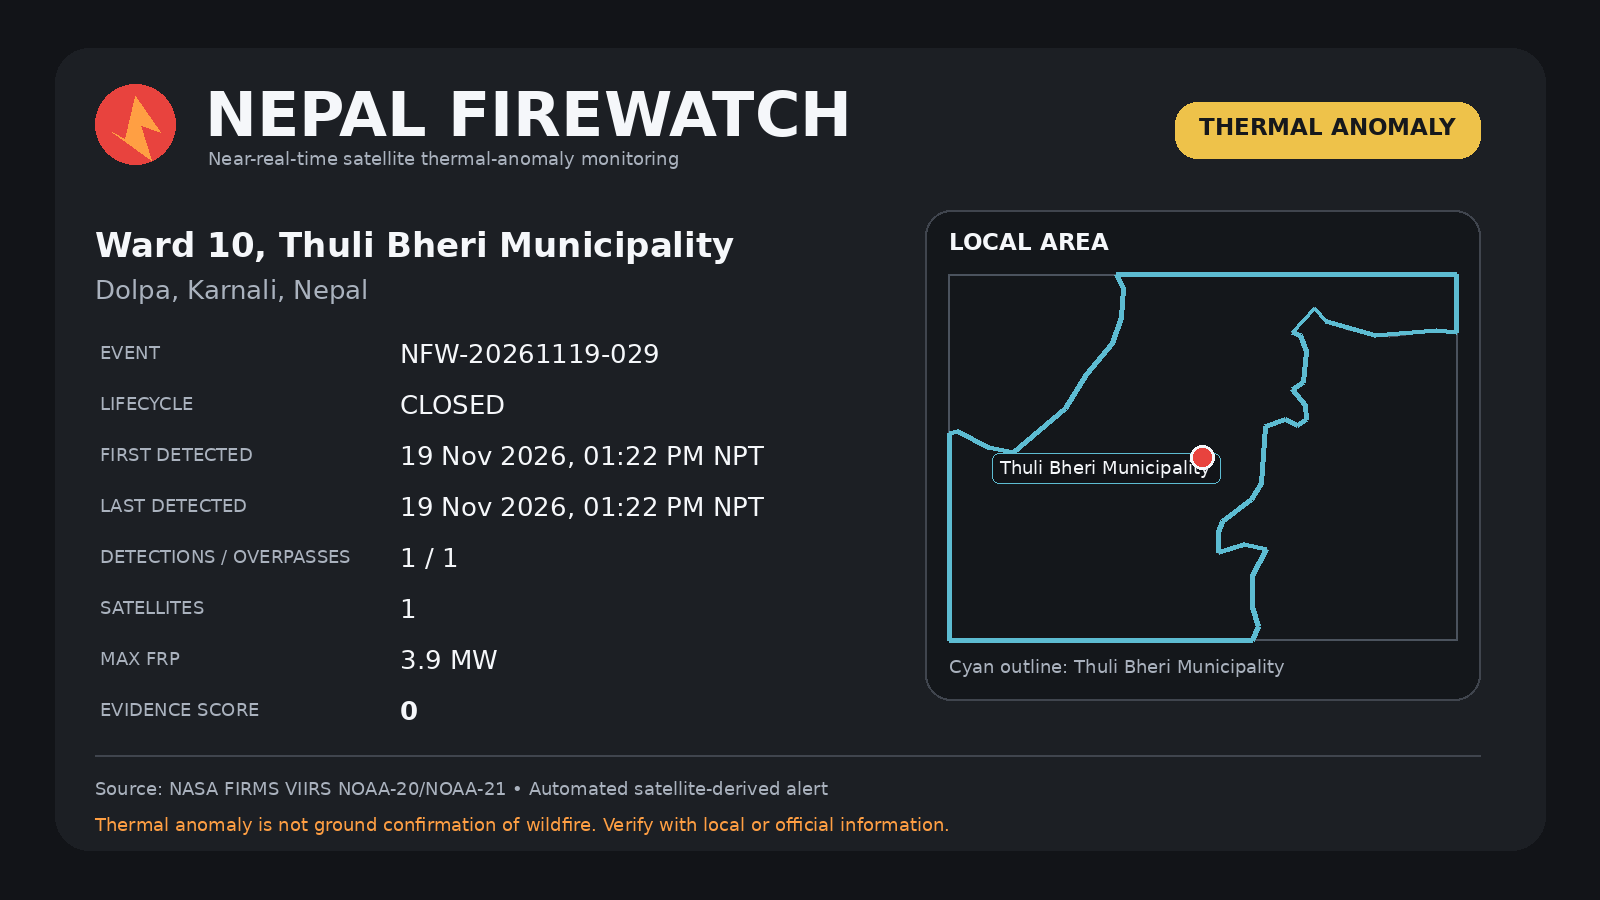 NEPAL FIREWATCH
Near-real-time satellite thermal-anomaly monitoring
THERMAL ANOMALY
Ward 10, Thuli Bheri Municipality
Dolpa, Karnali, Nepal
EVENT NFW-20261119-029
LIFECYCLE CLOSED
FIRST DETECTED 19 Nov 2026, 01:22 PM NPT
LAST DETECTED 19 Nov 2026, 01:22 PM NPT
DETECTIONS / OVERPASSES 1 / 1
SATELLITES 1
MAX FRP 3.9 MW
EVIDENCE SCORE 0
LOCAL AREA
Thuli Bheri Municipality
Cyan outline: Thuli Bheri Municipality
Source: NASA FIRMS VIIRS NOAA-20/NOAA-21 • Automated satellite-derived alert
Thermal anomaly is not ground confirmation of wildfire. Verify with local or official information.